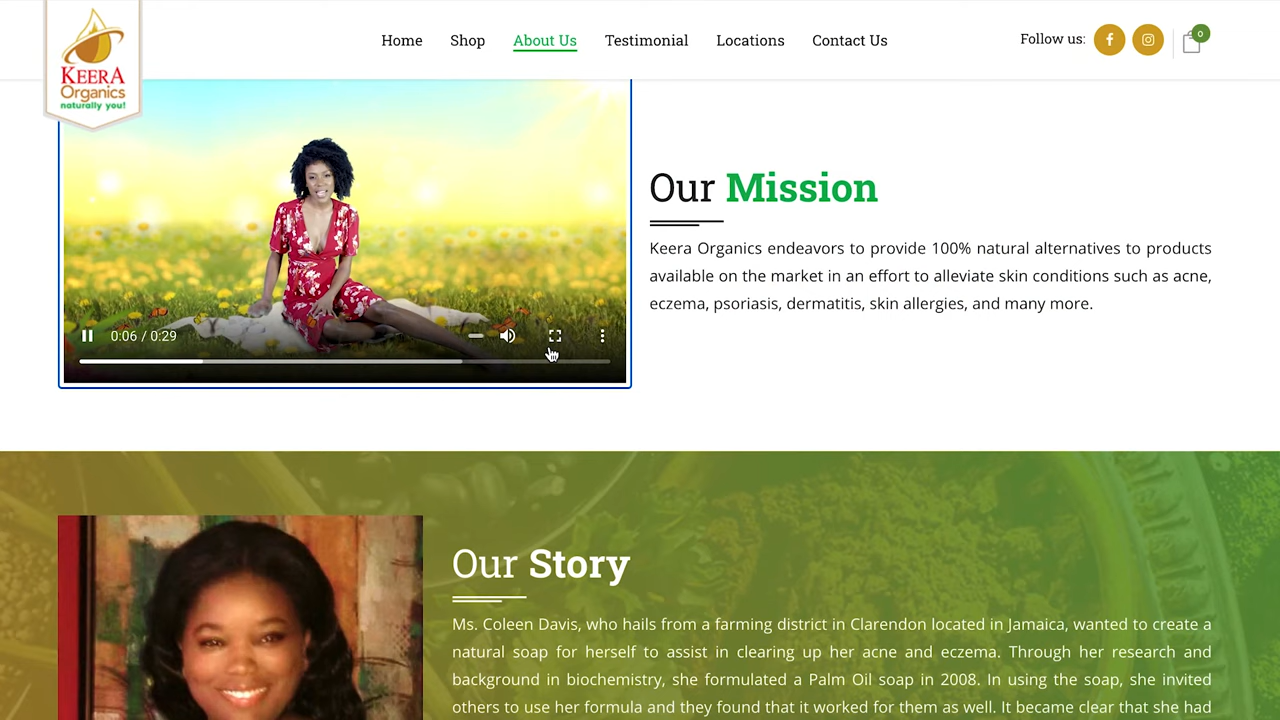 KEERA
Organics
naturally you!
Home
Shop
About Us
Testimonial
Locations
Contact Us
Follow us:
0
0:06 / 0:29
Our Mission
Keera Organics endeavors to provide 100% natural alternatives to products
available on the market in an effort to alleviate skin conditions such as acne,
eczema, psoriasis, dermatitis, skin allergies, and many more.
Our Story
Ms. Coleen Davis, who hails from a farming district in Clarendon located in Jamaica, wanted to create a
natural soap for herself to assist in clearing up her acne and eczema. Through her research and
background in biochemistry, she formulated a Palm Oil soap in 2008. In using the soap, she invited
others to use her formula and they found that it worked for them as well. It became clear that she had